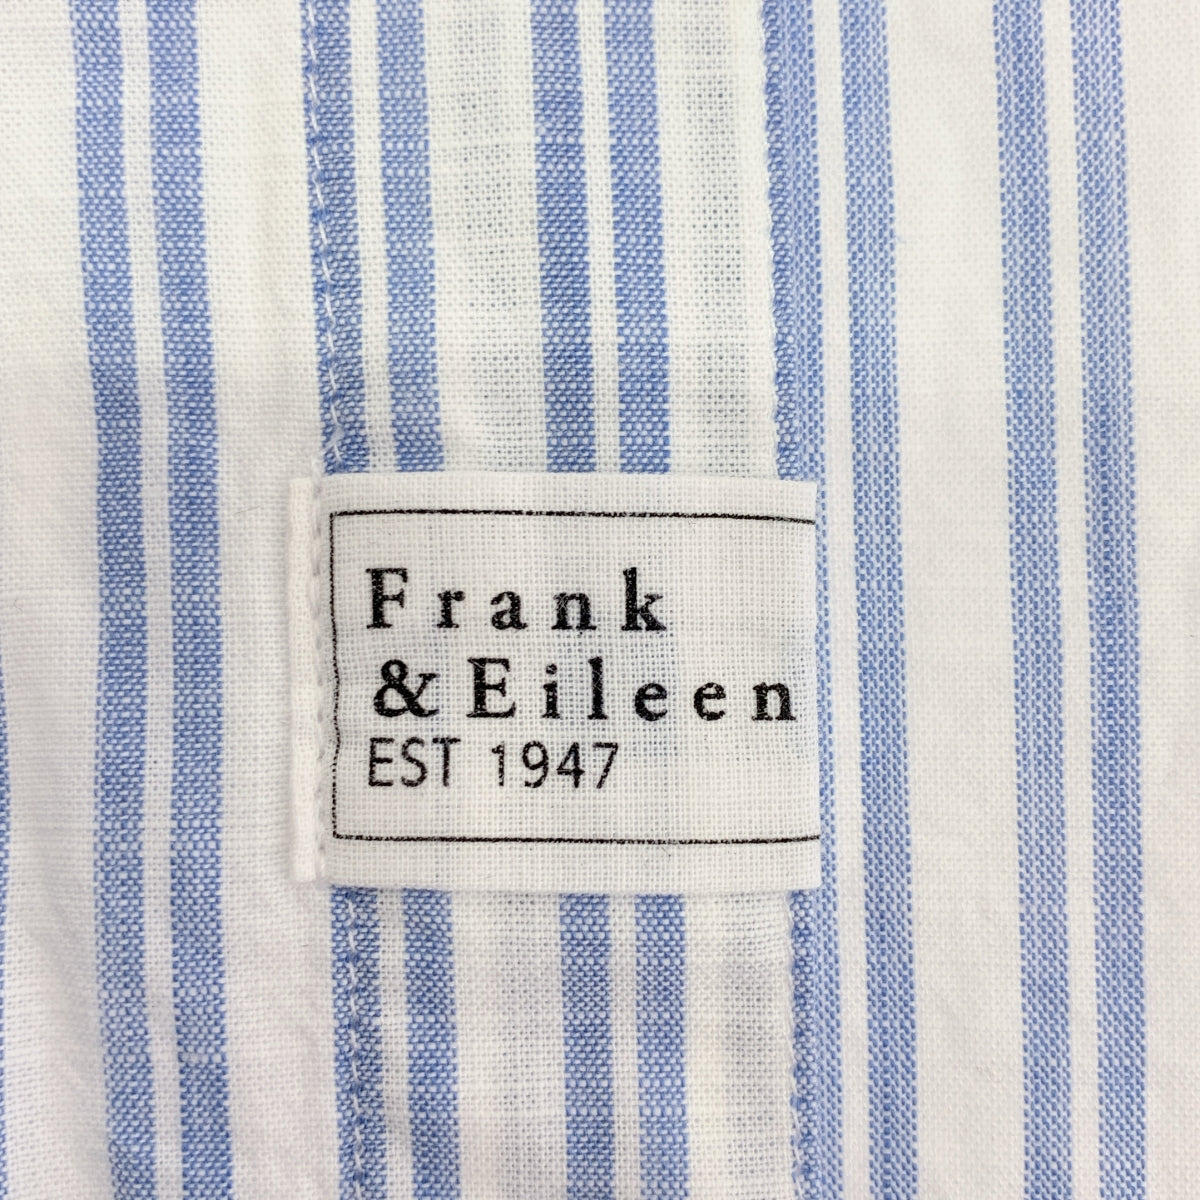 Frank
& Eileen
EST 1947